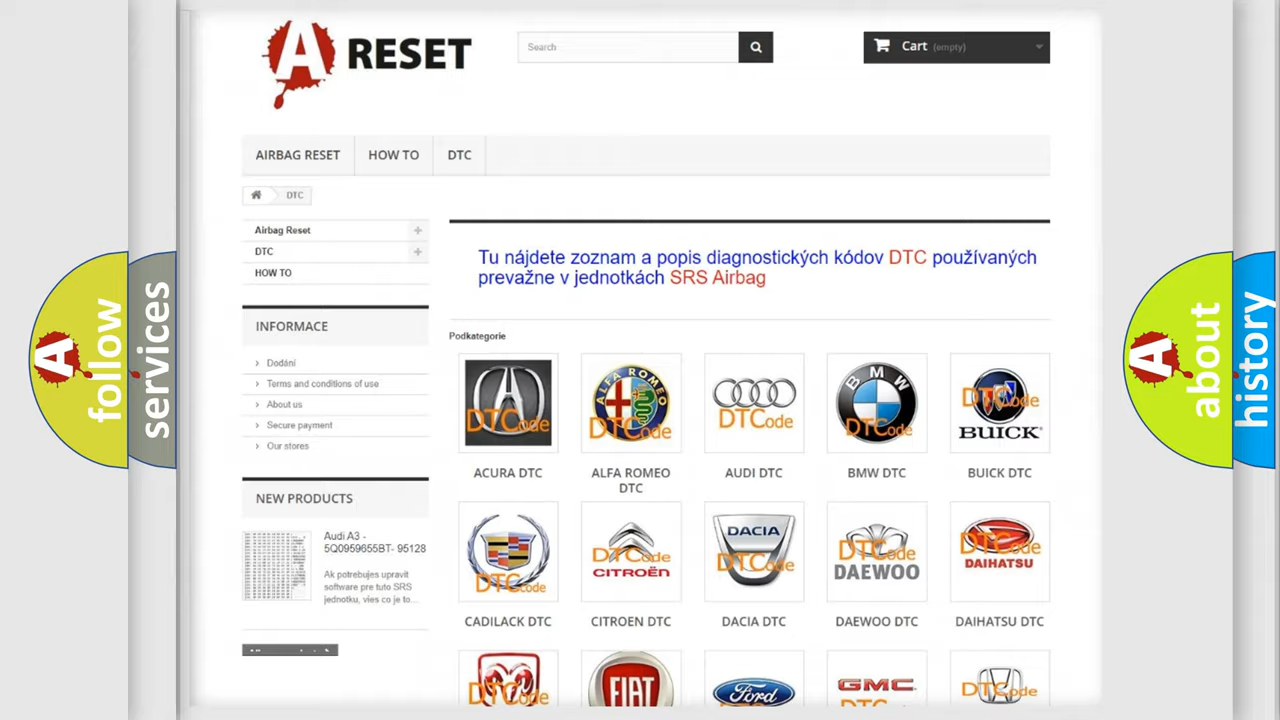 A RESET
Search
Cart (empty)
AIRBAG RESET
HOW TO
DTC
DTC
Airbag Reset
DTC
HOW TO
INFORMACE
Dodání
Terms and conditions of use
About us
Secure payment
Our stores
NEW PRODUCTS
Audi A3 -
5Q0959655BT- 95128
Ak potrebujes upravit
software pre tuto SRS
jednotku, vies co je to...
Tu nájdete zoznam a popis diagnostických kódov DTC používaných
prevažne v jednotkách SRS Airbag
Podkategorie
DTCode
ALFA ROMEO
DTCode
DTCode
BMW
DTCode
DTCode
BUICK
ACURA DTC
ALFA ROMEO
DTC
AUDI DTC
BMW DTC
BUICK DTC
DTCode
DTCode
CITROËN
DACIA
DTCode
DTCode
DAEWOO
DTCode
DAIHATSU
CADILACK DTC
CITROEN DTC
DACIA DTC
DAEWOO DTC
DAIHATSU DTC
DTCode
FIAT
Ford
GMC
DTCode
A follow
services
A about
history